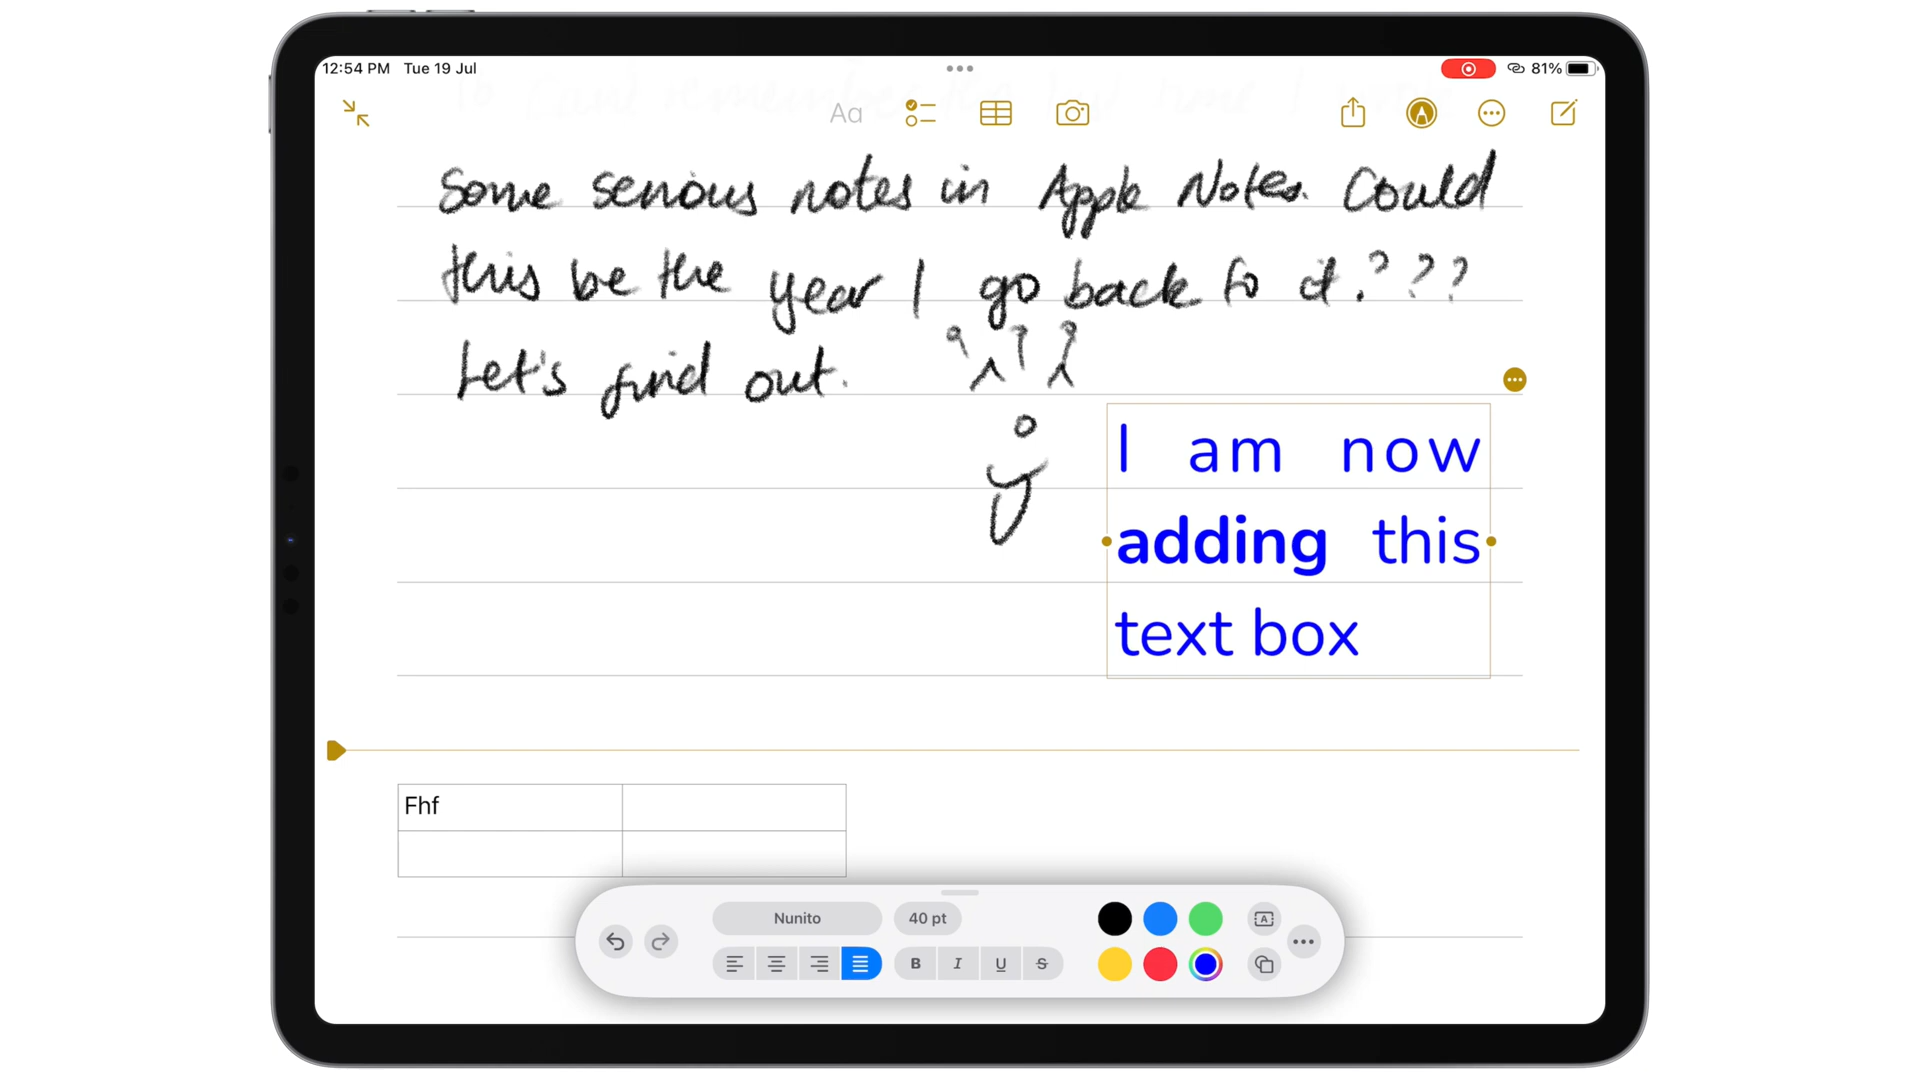 12:54 PM Tue 19 Jul
81%
Aa
Some serious notes in Apple Notes. Could
this be the year I go back to it???
Let's find out.
I am now
adding this
text box
Fhf
Nunito 40 pt
A
B I U S